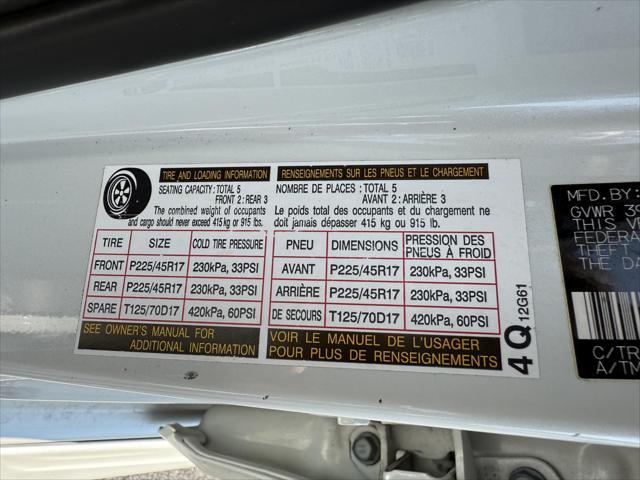 TIRE AND LOADING INFORMATION
SEATING CAPACITY: TOTAL 5
FRONT 2: REAR 3
The combined weight of occupants
and cargo should never exceed 415 kg or 915 lbs.
TIRE SIZE COLD TIRE PRESSURE
FRONT P225/45R17 230kPa, 33PSI
REAR P225/45R17 230kPa, 33PSI
SPARE T125/70D17 420kPa, 60PSI
SEE OWNER'S MANUAL FOR
ADDITIONAL INFORMATION
RENSEIGNEMENTS SUR LES PNEUS ET LE CHARGEMENT
NOMBRE DE PLACES : TOTAL 5
AVANT 2 : ARRIÈRE 3
Le poids total des occupants et du chargement ne
doit jamais dépasser 415 kg ou 915 lb.
PNEU DIMENSIONS PRESSION DES
PNEUS À FROID
AVANT P225/45R17 230kPa, 33PSI
ARRIÈRE P225/45R17 230kPa, 33PSI
DE SECOURS T125/70D17 420kPa, 60PSI
VOIR LE MANUEL DE L'USAGER
POUR PLUS DE RENSEIGNEMENTS
4Q 12G61
MFD. BY
GVWR
THIS
FEDERA
THE
THE DA
C/TR
A/TM